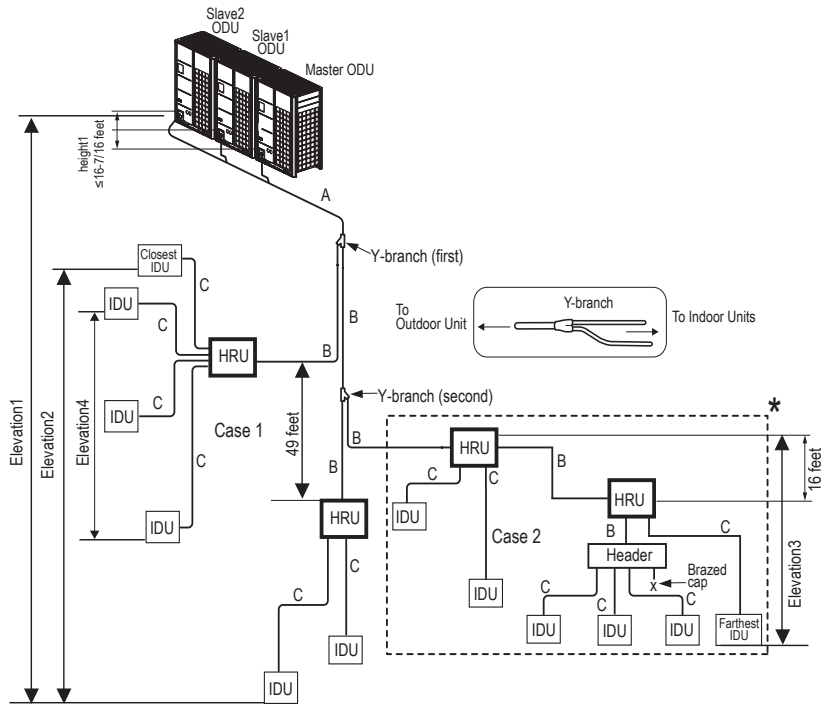 Slave2
ODU
Slave1
ODU
Master ODU
height1
≤16-7/16 feet
A
Y-branch (first)
Closest
IDU
C
IDU
C
HRU
B
B
Y-branch
To
Outdoor Unit
To Indoor Units
Y-branch (second)
*
IDU
C
Case 1
C
IDU
49 feet
B
B
HRU
B
16 feet
C
C
IDU
Case 2
HRU
B
C
Header
Brazed
cap
x
HRU
C
C
IDU
C
C
C
IDU
IDU
IDU
Farthest
IDU
IDU
IDU
Elevation1
Elevation2
Elevation4
Elevation3